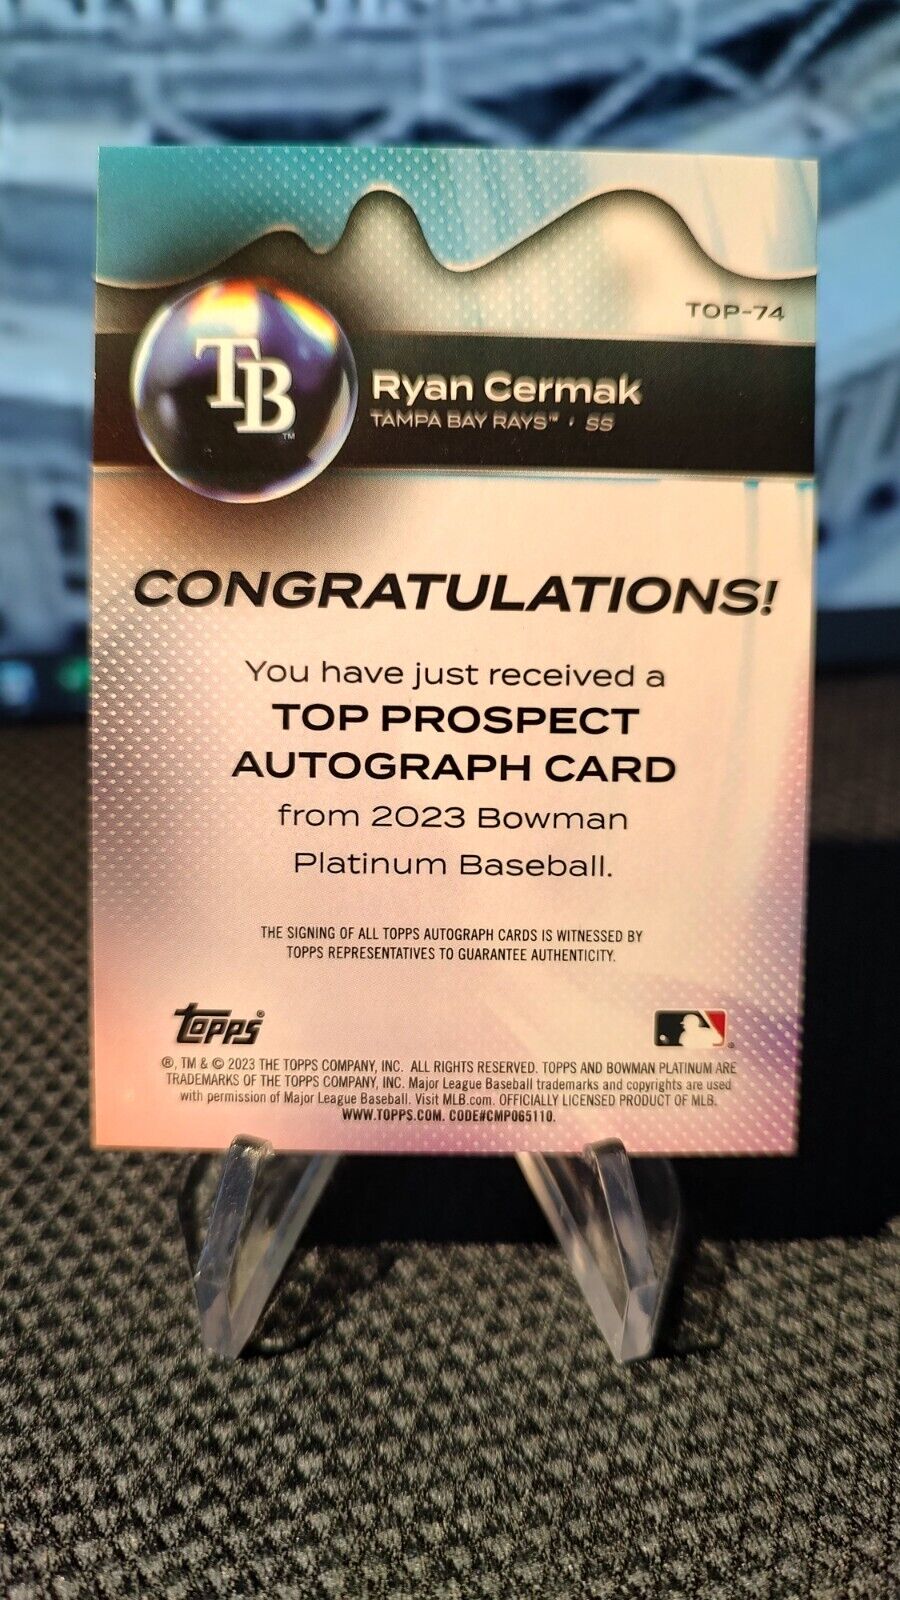 TOP-74
TB™
Ryan Cermak
TAMPA BAY RAYS™ • SS
CONGRATULATIONS!
You have just received a
TOP PROSPECT
AUTOGRAPH CARD
from 2023 Bowman
Platinum Baseball.
THE SIGNING OF ALL TOPPS AUTOGRAPH CARDS IS WITNESSED BY
TOPPS REPRESENTATIVES TO GUARANTEE AUTHENTICITY.
Topps®
®, TM & © 2023 THE TOPPS COMPANY, INC. ALL RIGHTS RESERVED. TOPPS AND BOWMAN PLATINUM ARE
TRADEMARKS OF THE TOPPS COMPANY, INC. Major League Baseball trademarks and copyrights are used
with permission of Major League Baseball. Visit MLB.com. OFFICIALLY LICENSED PRODUCT OF MLB.
WWW.TOPPS.COM. CODE#CMP065110.